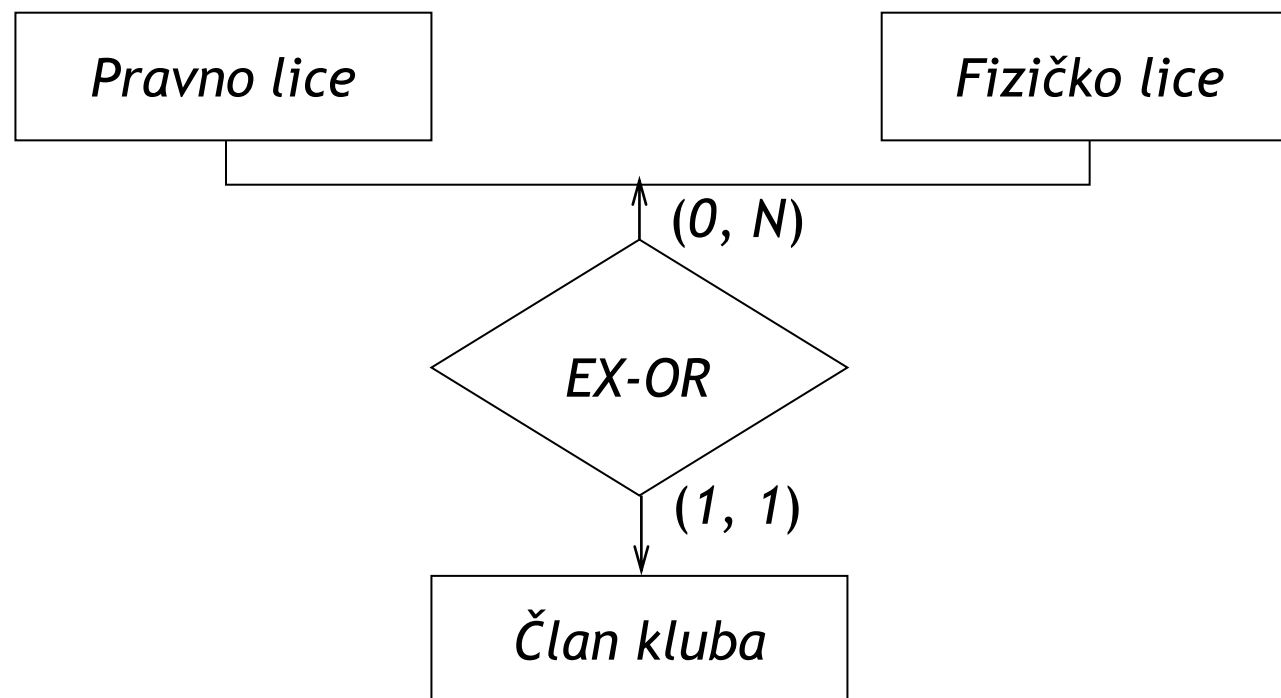 Pravno lice
Fizičko lice
(0, N)
EX-OR
(1, 1)
Član kluba